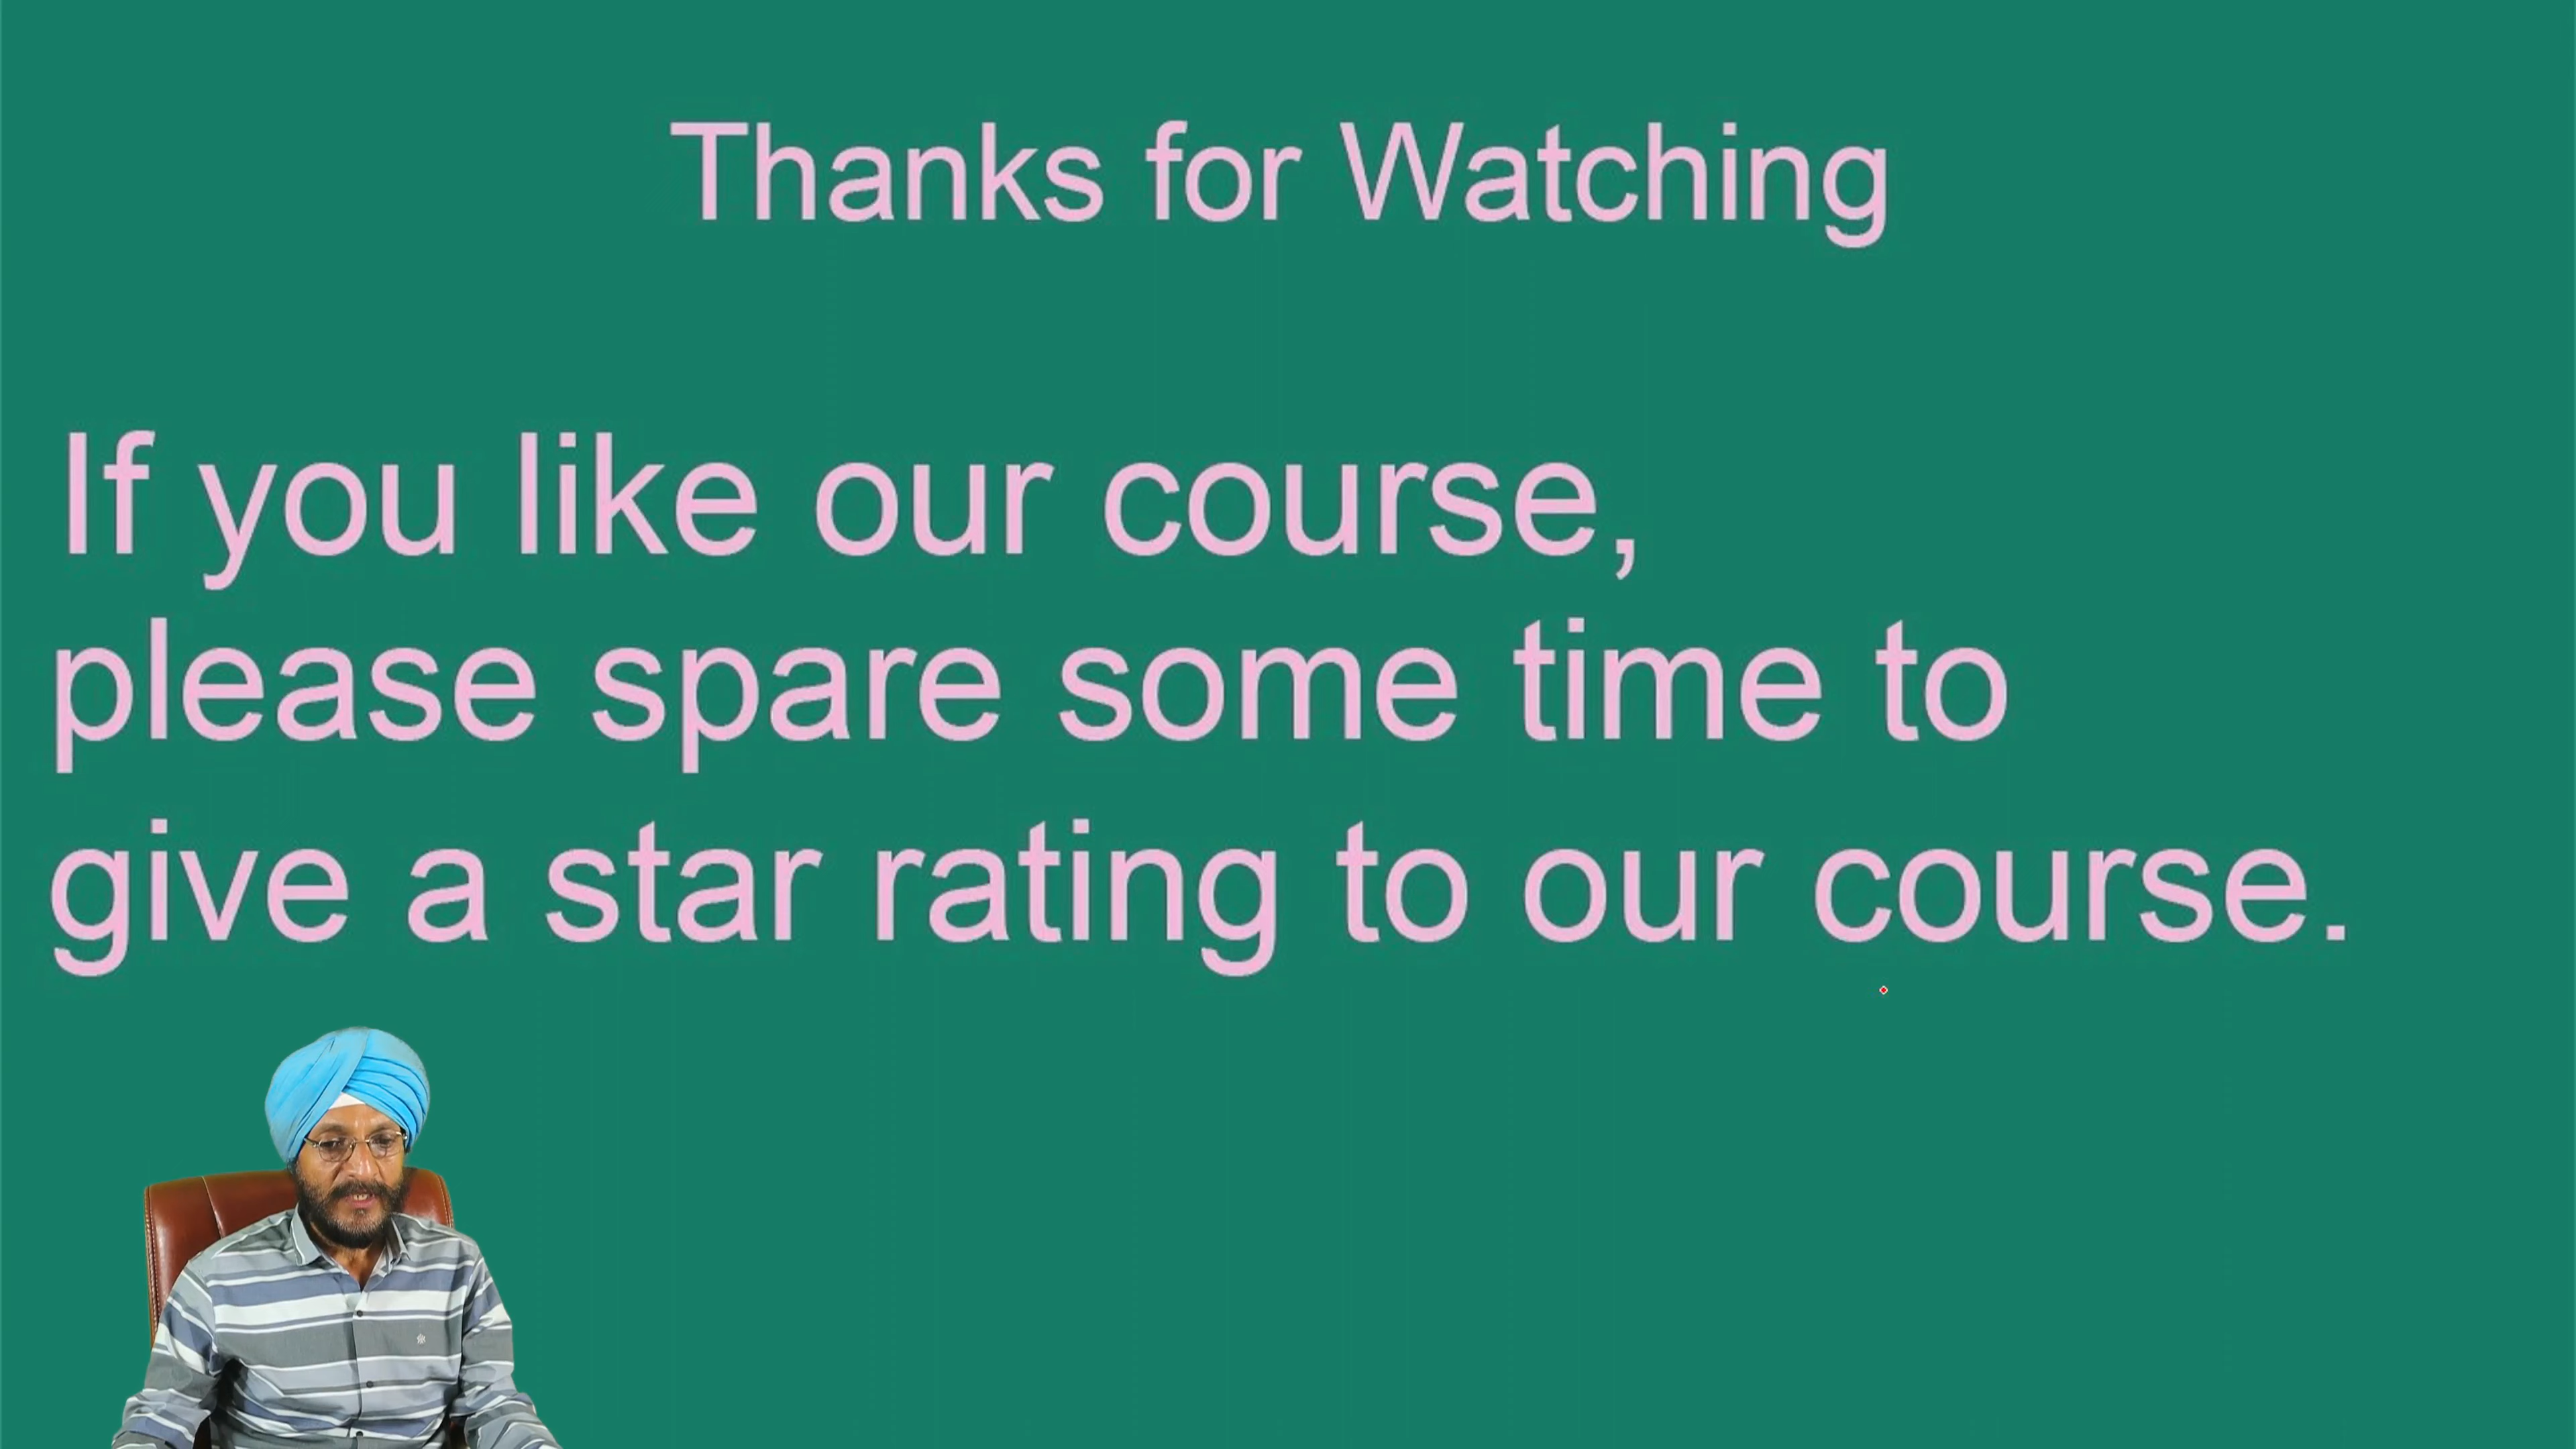 Thanks for Watching
If you like our course,
please spare some time to
give a star rating to our course.